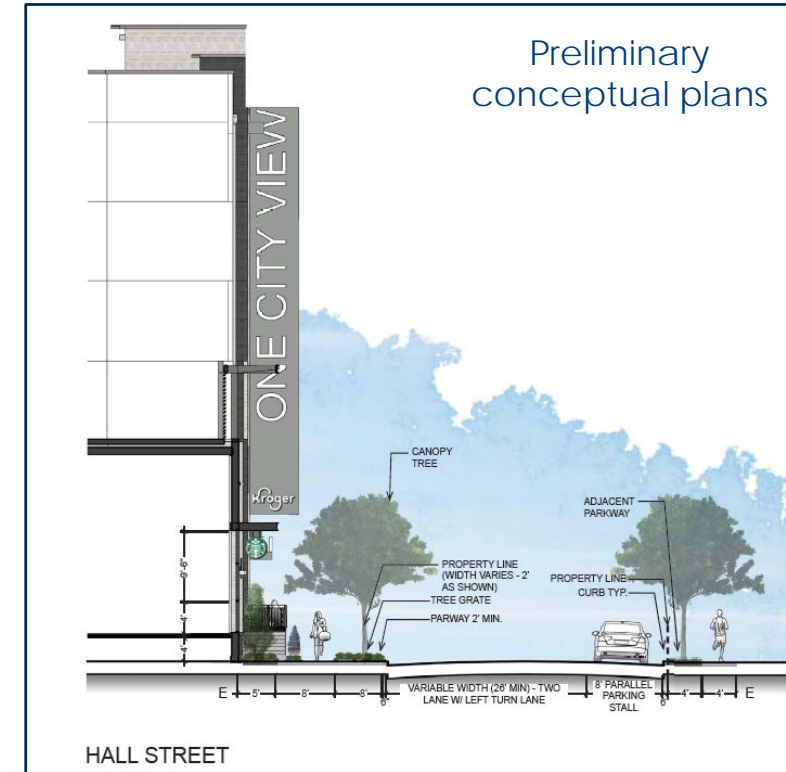 Preliminary
conceptual plans
ONE CITY VIEW
Kroger
CANOPY
TREE
ADJACENT
PARKWAY
PROPERTY LINE
(WIDTH VARIES - 2'
AS SHOWN)
TREE GRATE
PARWAY 2' MIN.
PROPERTY LINE
CURB TYP.
4'
4'
E
5'
8'
8'
6"
VARIABLE WIDTH (26' MIN) - TWO
LANE W/ LEFT TURN LANE
8' PARALLEL
PARKING
STALL
6"
4'
4'
E
HALL STREET